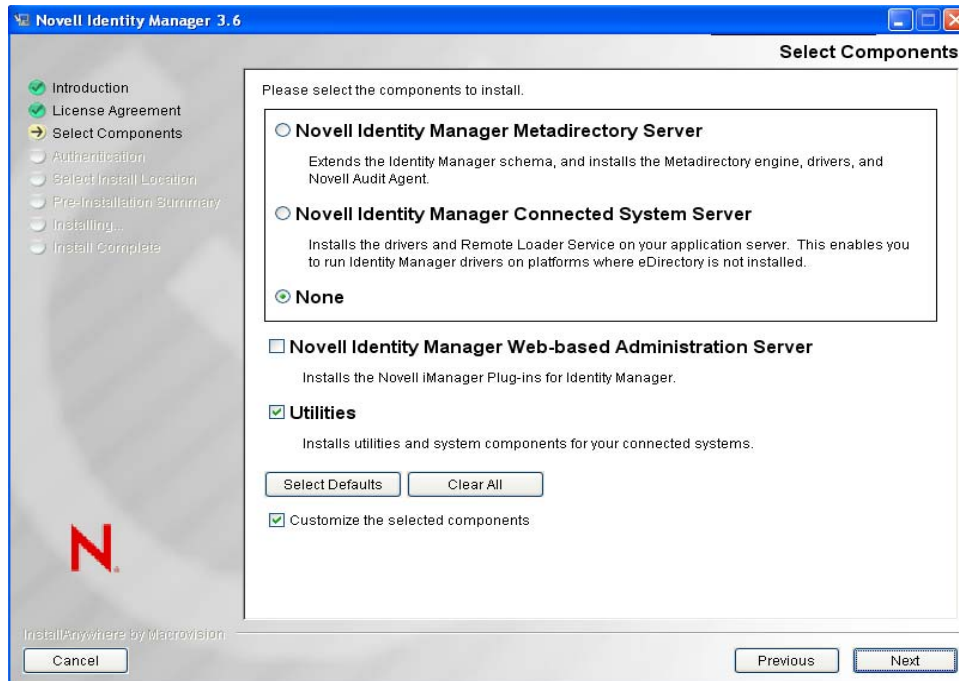 Novell Identity Manager 3.6
Select Components
Introduction
License Agreement
Select Components
Authentication
Select Install Location
Pre-Installation Summary
Installing...
Install Complete
Please select the components to install.
Novell Identity Manager Metadirectory Server
Extends the Identity Manager schema, and installs the Metadirectory engine, drivers, and
Novell Audit Agent.
Novell Identity Manager Connected System Server
Installs the drivers and Remote Loader Service on your application server. This enables you
to run Identity Manager drivers on platforms where eDirectory is not installed.
None
Novell Identity Manager Web-based Administration Server
Installs the Novell iManager Plug-ins for Identity Manager.
Utilities
Installs utilities and system components for your connected systems.
Select Defaults
Clear All
Customize the selected components
N
InstallAnywhere by Macrovision
Cancel
Previous
Next